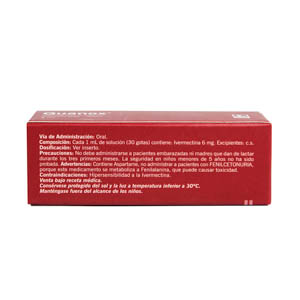 Quanox
Vía de Administración: Oral.
Composición: Cada 1 mL de solución (30 gotas) contiene: Ivermectina 6 mg. Excipientes: c.s.
Dosificación: Ver inserto.
Precauciones: No debe administrarse a pacientes embarazadas ni madres que dan de lactar
durante los tres primeros meses. La seguridad en niños menores de 5 años no ha sido
probada. Advertencias: Contiene Aspartame, no administrar a pacientes con FENILCETONURIA,
porque este medicamento se metaboliza a Fenilalanina, que puede causar toxicidad.
Contraindicaciones: Hipersensibilidad a la Ivermectina.
Venta bajo receta médica.
Consérvese protegido del sol y la luz a temperatura inferior a 30°C.
Manténgase fuera del alcance de los niños.